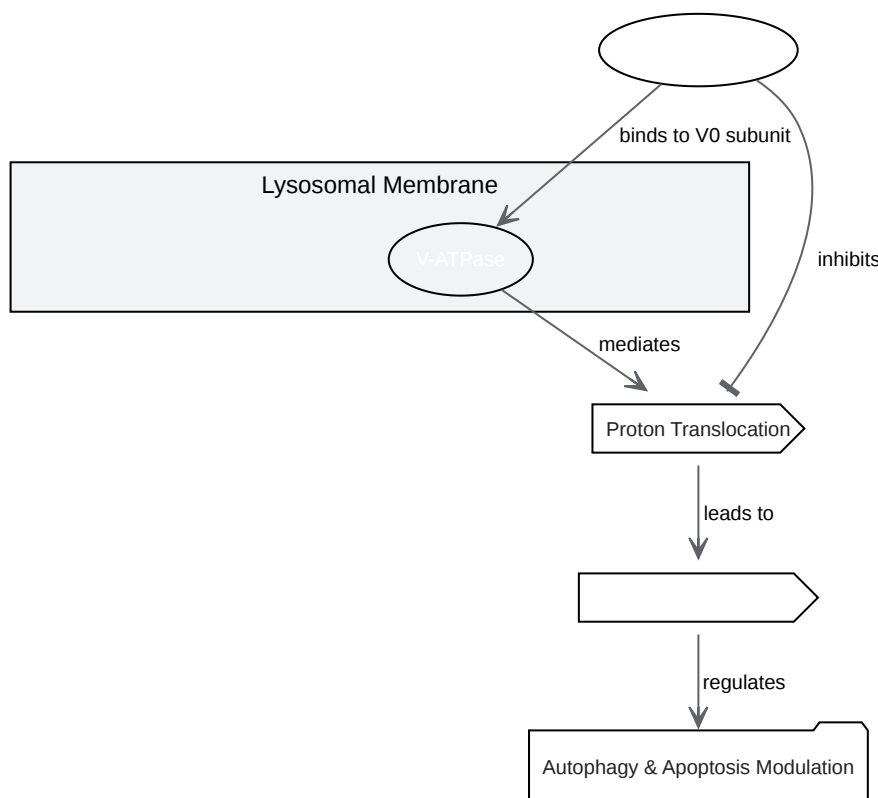 binds to V0 subunit
Lysosomal Membrane
V-ATPase
inhibits
mediates
Proton Translocation
leads to
regulates
Autophagy & Apoptosis Modulation